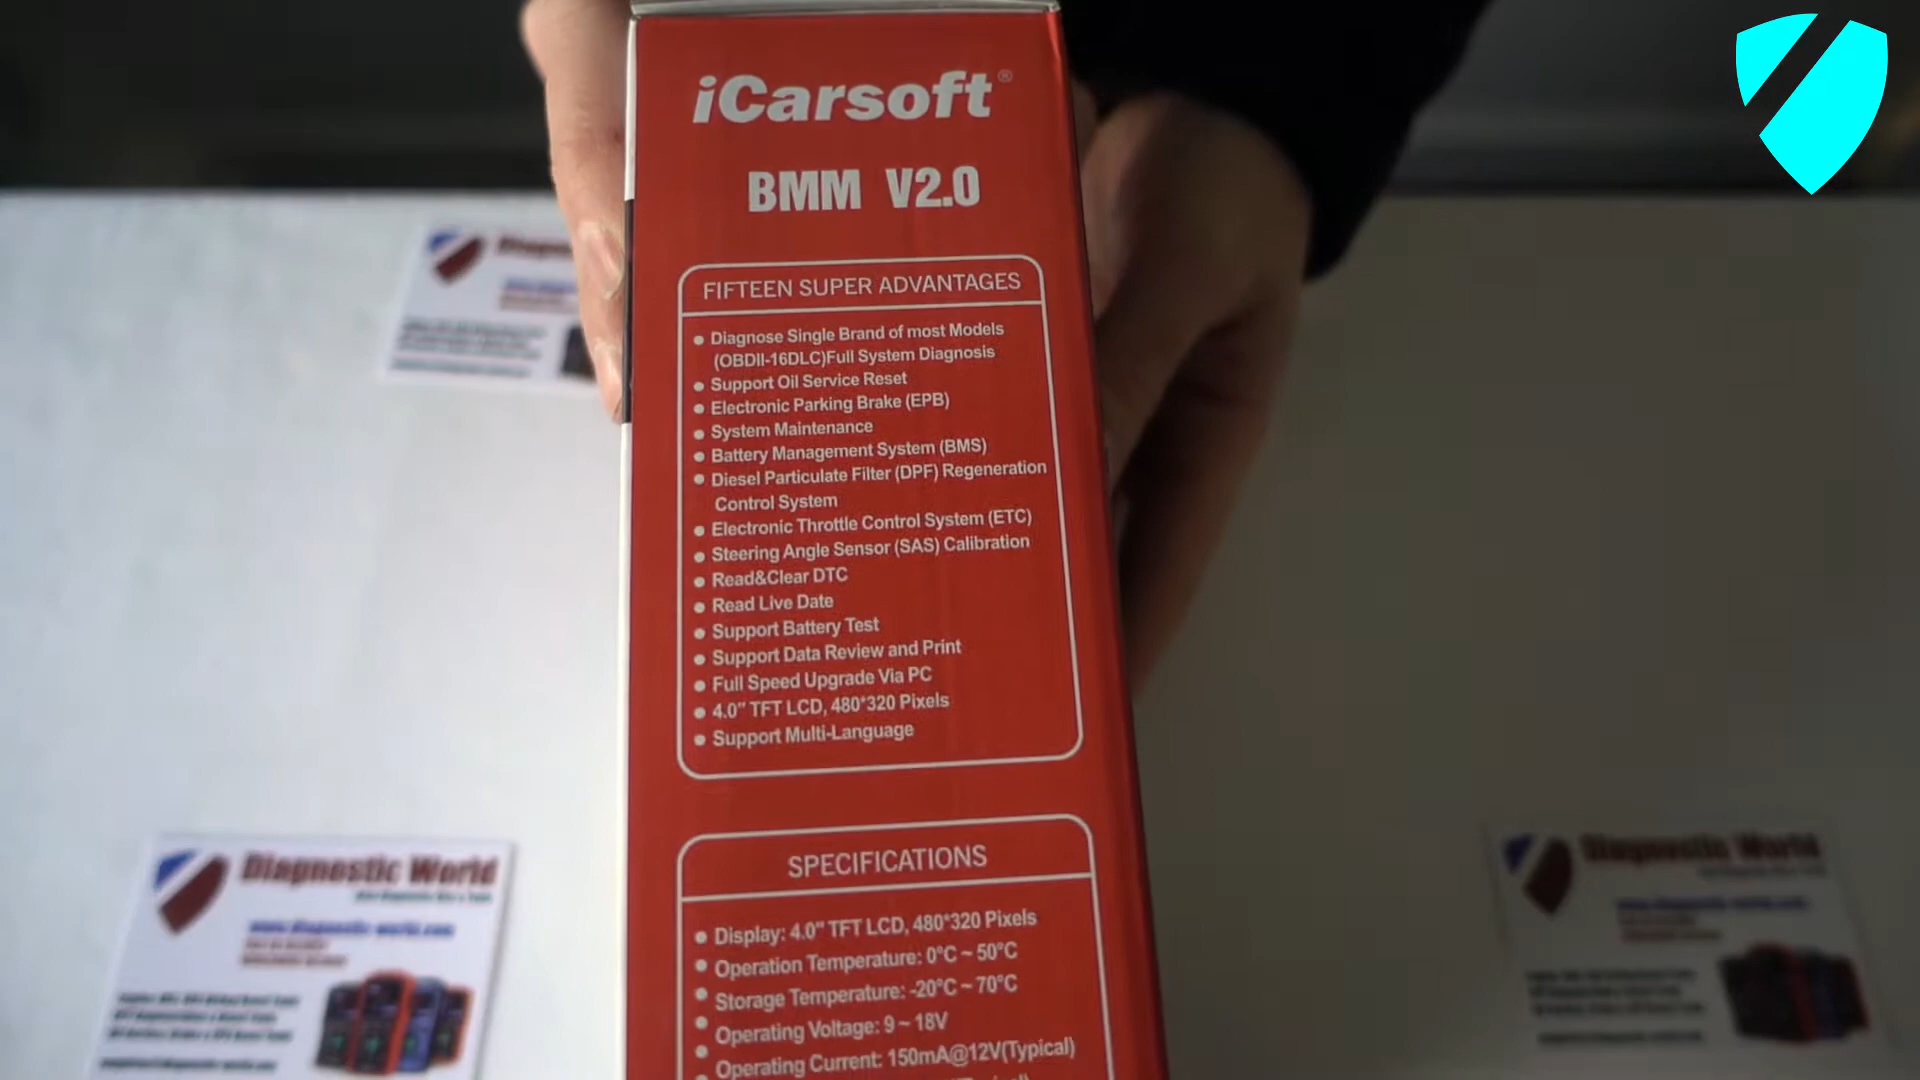 iCarsoft®
BMM V2.0
FIFTEEN SUPER ADVANTAGES
● Diagnose Single Brand of most Models
(OBDII-16DLC)Full System Diagnosis
● Support Oil Service Reset
● Electronic Parking Brake (EPB)
● System Maintenance
● Battery Management System (BMS)
● Diesel Particulate Filter (DPF) Regeneration
Control System
● Electronic Throttle Control System (ETC)
● Steering Angle Sensor (SAS) Calibration
● Read&Clear DTC
● Read Live Date
● Support Battery Test
● Support Data Review and Print
● Full Speed Upgrade Via PC
● 4.0" TFT LCD, 480*320 Pixels
● Support Multi-Language
SPECIFICATIONS
● Display: 4.0" TFT LCD, 480*320 Pixels
● Operation Temperature: 0°C ~ 50°C
● Storage Temperature: -20°C ~ 70°C
● Operating Voltage: 9 ~ 18V
● Operating Current: 150mA@12V(Typical)
Diagnostic World
www.diagnostic-world.com
Diagnostic World